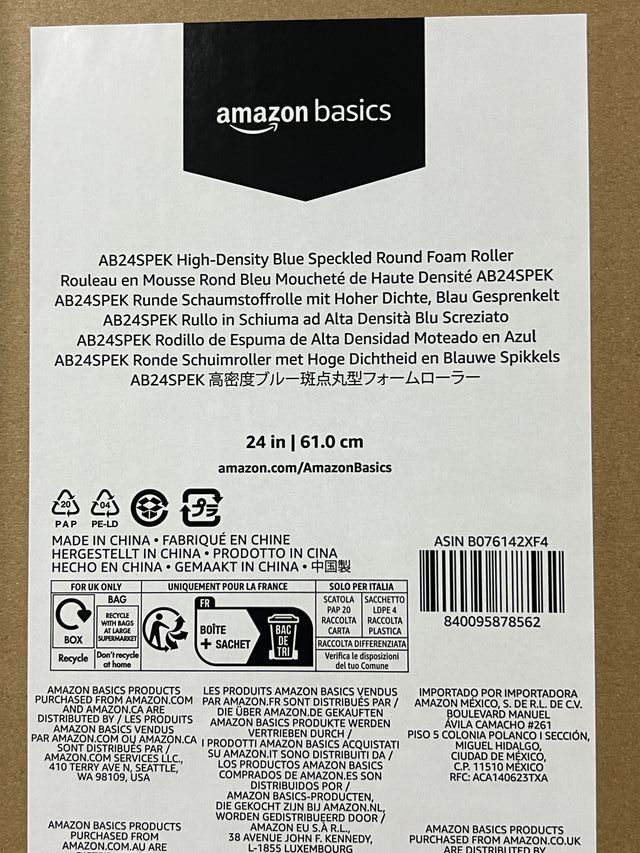 amazon basics
AB24SPEK High-Density Blue Speckled Round Foam Roller
Rouleau en Mousse Rond Bleu Moucheté de Haute Densité AB24SPEK
AB24SPEK Runde Schaumstoffrolle mit Hoher Dichte, Blau Gesprenkelt
AB24SPEK Rullo in Schiuma ad Alta Densità Blu Screziato
AB24SPEK Rodillo de Espuma de Alta Densidad Moteado en Azul
AB24SPEK Ronde Schuimroller met Hoge Dichtheid en Blauwe Spikkels
AB24SPEK 高密度ブルー斑点丸型フォームローラー
24 in | 61.0 cm
amazon.com/AmazonBasics
20
PAP
04
PE-LD
プラ
MADE IN CHINA • FABRIQUÉ EN CHINE
HERGESTELLT IN CHINA • PRODOTTO IN CINA
HECHO EN CHINA • GEMAAKT IN CHINA • 中国製
ASIN B076142XF4
840095878562
FOR UK ONLY
BOX
Recycle
BAG
RECYCLE
WITH BAGS
AT LARGE
SUPERMARKET
Don't recycle
at home
UNIQUEMENT POUR LA FRANCE
FR
BOÎTE
+ SACHET
BAC
DE
TRI
SOLO PER ITALIA
SCATOLA
PAP 20
RACCOLTA
CARTA
SACCHETTO
LDPE 4
RACCOLTA
PLASTICA
RACCOLTA DIFFERENZIATA
Verifica le disposizioni
del tuo Comune
AMAZON BASICS PRODUCTS
PURCHASED FROM AMAZON.COM
AND AMAZON.CA ARE
DISTRIBUTED BY / LES PRODUITS
AMAZON BASICS VENDUS
PAR AMAZON.COM OU AMAZON.CA
SONT DISTRIBUÉS PAR /
AMAZON.COM SERVICES LLC.,
410 TERRY AVE N, SEATTLE,
WA 98109, USA
AMAZON BASICS PRODUCTS
PURCHASED FROM
AMAZON.COM.AU ARE
LES PRODUITS AMAZON BASICS VENDUS
PAR AMAZON.FR SONT DISTRIBUÉS PAR /
DIE ÜBER AMAZON.DE GEKAUFTEN
AMAZON BASICS PRODUKTE WERDEN
VERTRIEBEN DURCH /
I PRODOTTI AMAZON BASICS ACQUISTATI
SU AMAZON.IT SONO DISTRIBUITI DA /
LOS PRODUCTOS AMAZON BASICS
COMPRADOS DE AMAZON.ES SON
DISTRIBUIDOS POR /
AMAZON BASICS-PRODUCTEN,
DIE GEKOCHT ZIJN BIJ AMAZON.NL,
WORDEN GEDISTRIBUEERD DOOR /
AMAZON EU S.À R.L.,
38 AVENUE JOHN F. KENNEDY,
L-1855 LUXEMBOURG
IMPORTADO POR IMPORTADORA
AMAZON MÉXICO, S. DE R.L. DE C.V.
BOULEVARD MANUEL
ÁVILA CAMACHO #261
PISO 5 COLONIA POLANCO I SECCIÓN,
MIGUEL HIDALGO,
CIUDAD DE MÉXICO,
C.P. 11510 MÉXICO
RFC: ACA140623TXA
AMAZON BASICS PRODUCTS
PURCHASED FROM AMAZON.CO.UK
ARE DISTRIBUTED BY